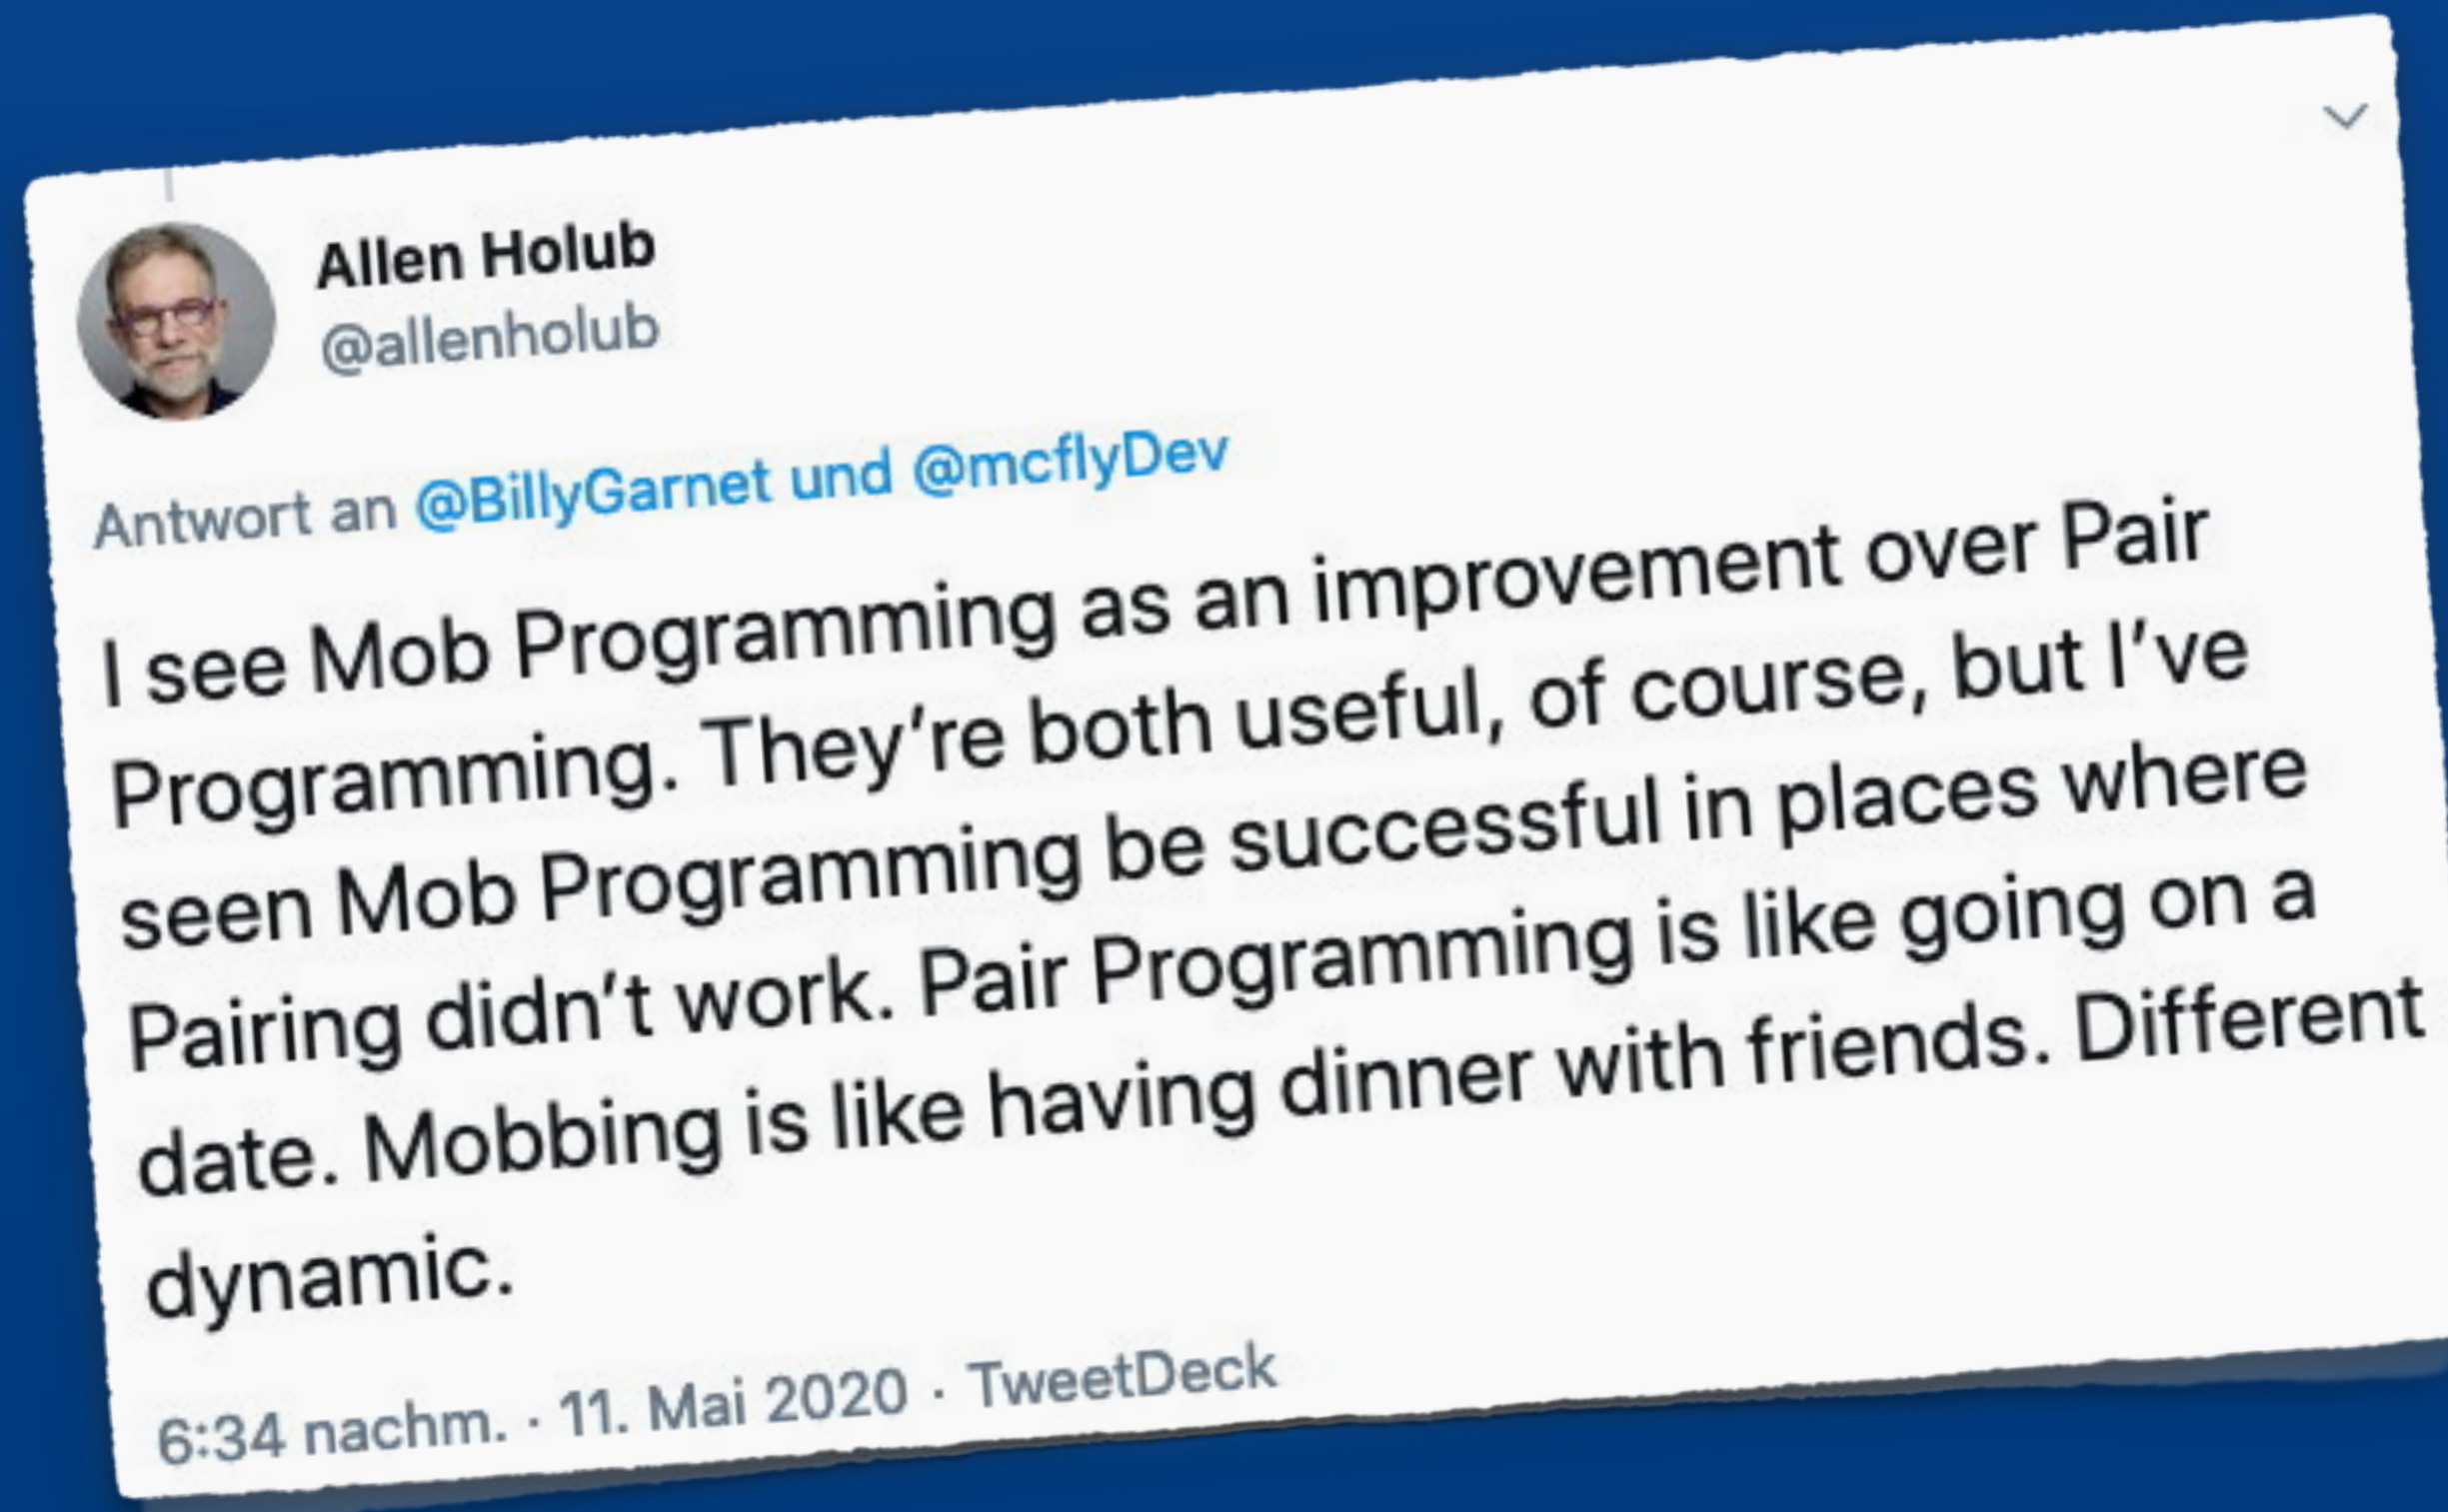 Allen Holub
@allenholub
Antwort an @BillyGarnet und @mcflyDev
I see Mob Programming as an improvement over Pair
Programming. They’re both useful, of course, but I’ve
seen Mob Programming be successful in places where
Pairing didn’t work. Pair Programming is like going on a
date. Mobbing is like having dinner with friends. Different
dynamic.
6:34 nachm. · 11. Mai 2020 · TweetDeck